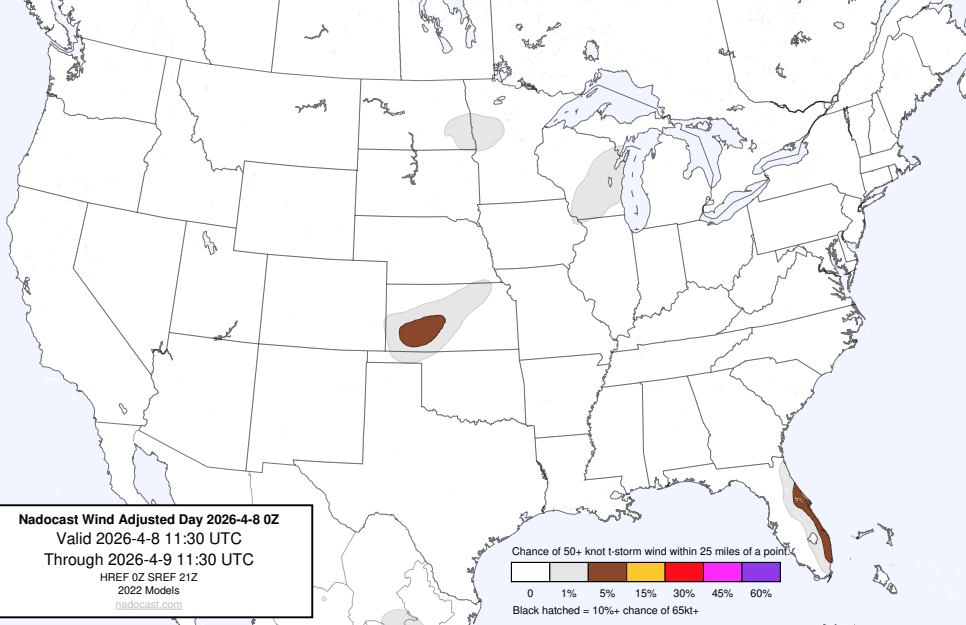 Nadocast Wind Adjusted Day 2026-4-8 0Z
Valid 2026-4-8 11:30 UTC
Through 2026-4-9 11:30 UTC
HREF 0Z SREF 21Z
2022 Models
nadocast.com
Chance of 50+ knot t-storm wind within 25 miles of a point.
0 1% 5% 15% 30% 45% 60%
Black hatched = 10%+ chance of 65kt+